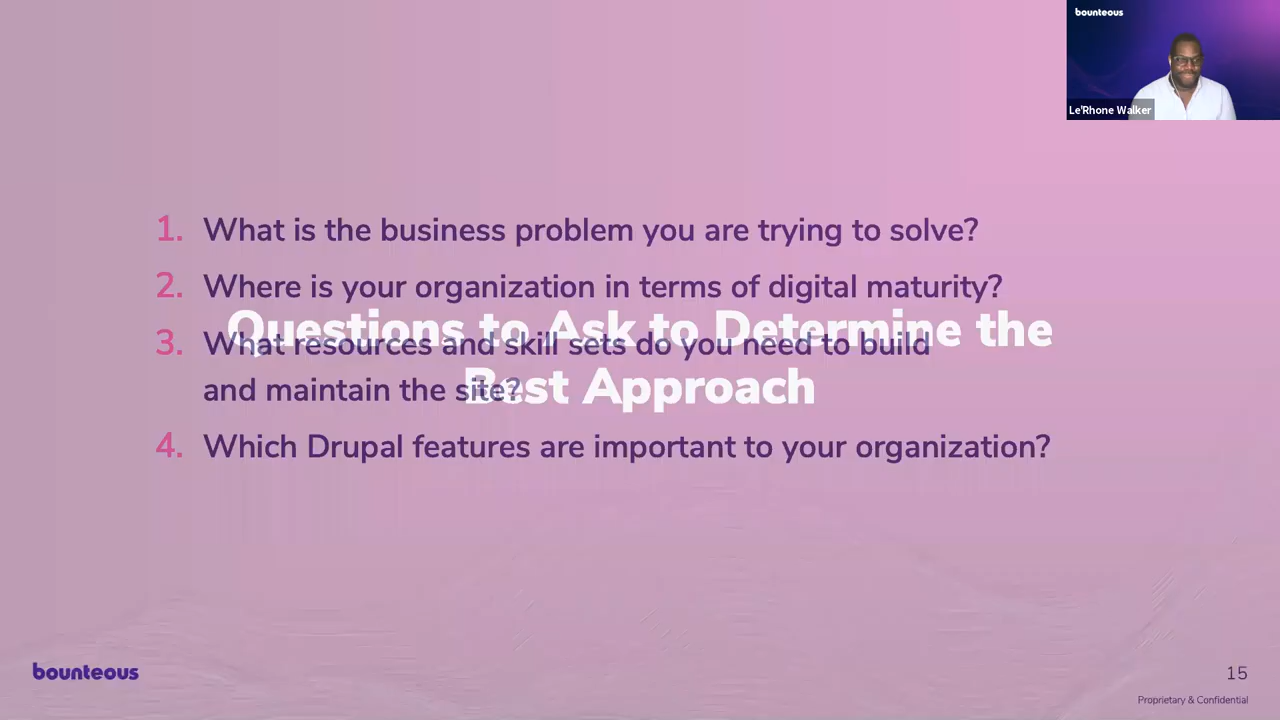 bounteous
Le'Rhone Walker
1. What is the business problem you are trying to solve?
2. Where is your organization in terms of digital maturity?
Questions to Ask to Determine the
3. What resources and skill sets do you need to build
Best Approach
and maintain the site?
4. Which Drupal features are important to your organization?
bounteous
15
Proprietary & Confidential